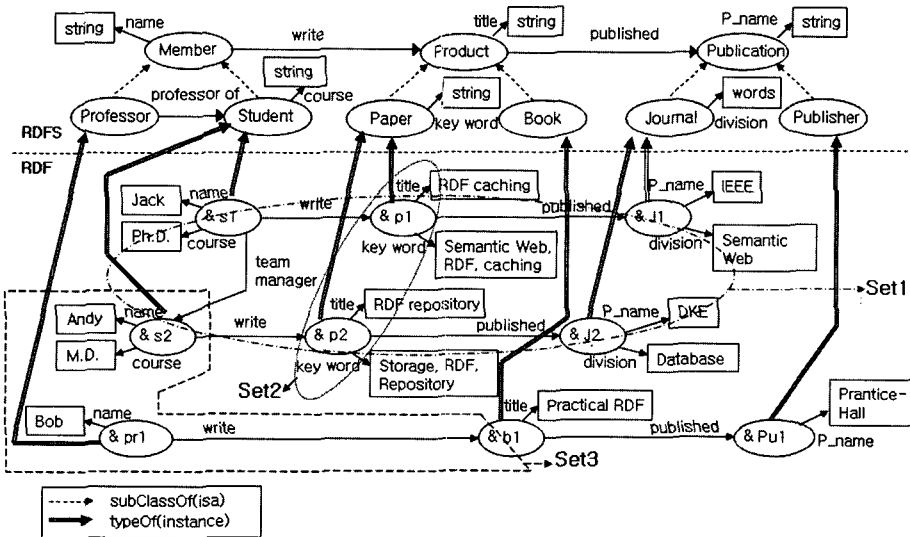 string
name
Member
write
Product
title
string
published
Publication
P_name
string
string
course
Professor
professor of
Student
Paper
string
key word
Book
Journal
words
division
Publisher
RDFS
RDF
Jack
name
& s1
Ph.D.
course
write
title
RDF caching
& p1
key word
Semantic Web,
RDF, caching
published
P_name
IEEE
& J1
division
Semantic
Web
team
manager
Set1
Andy
name
& s2
M.D.
course
write
title
RDF repository
& p2
key word
Storage, RDF,
Repository
Set2
published
P_name
DKE
& J2
division
Database
Bob
name
& pr1
write
title
Practical RDF
& b1
published
& Pu1
Prantice-
Hall
P_name
Set3
subClassOf(isa)
typeOf(instance)